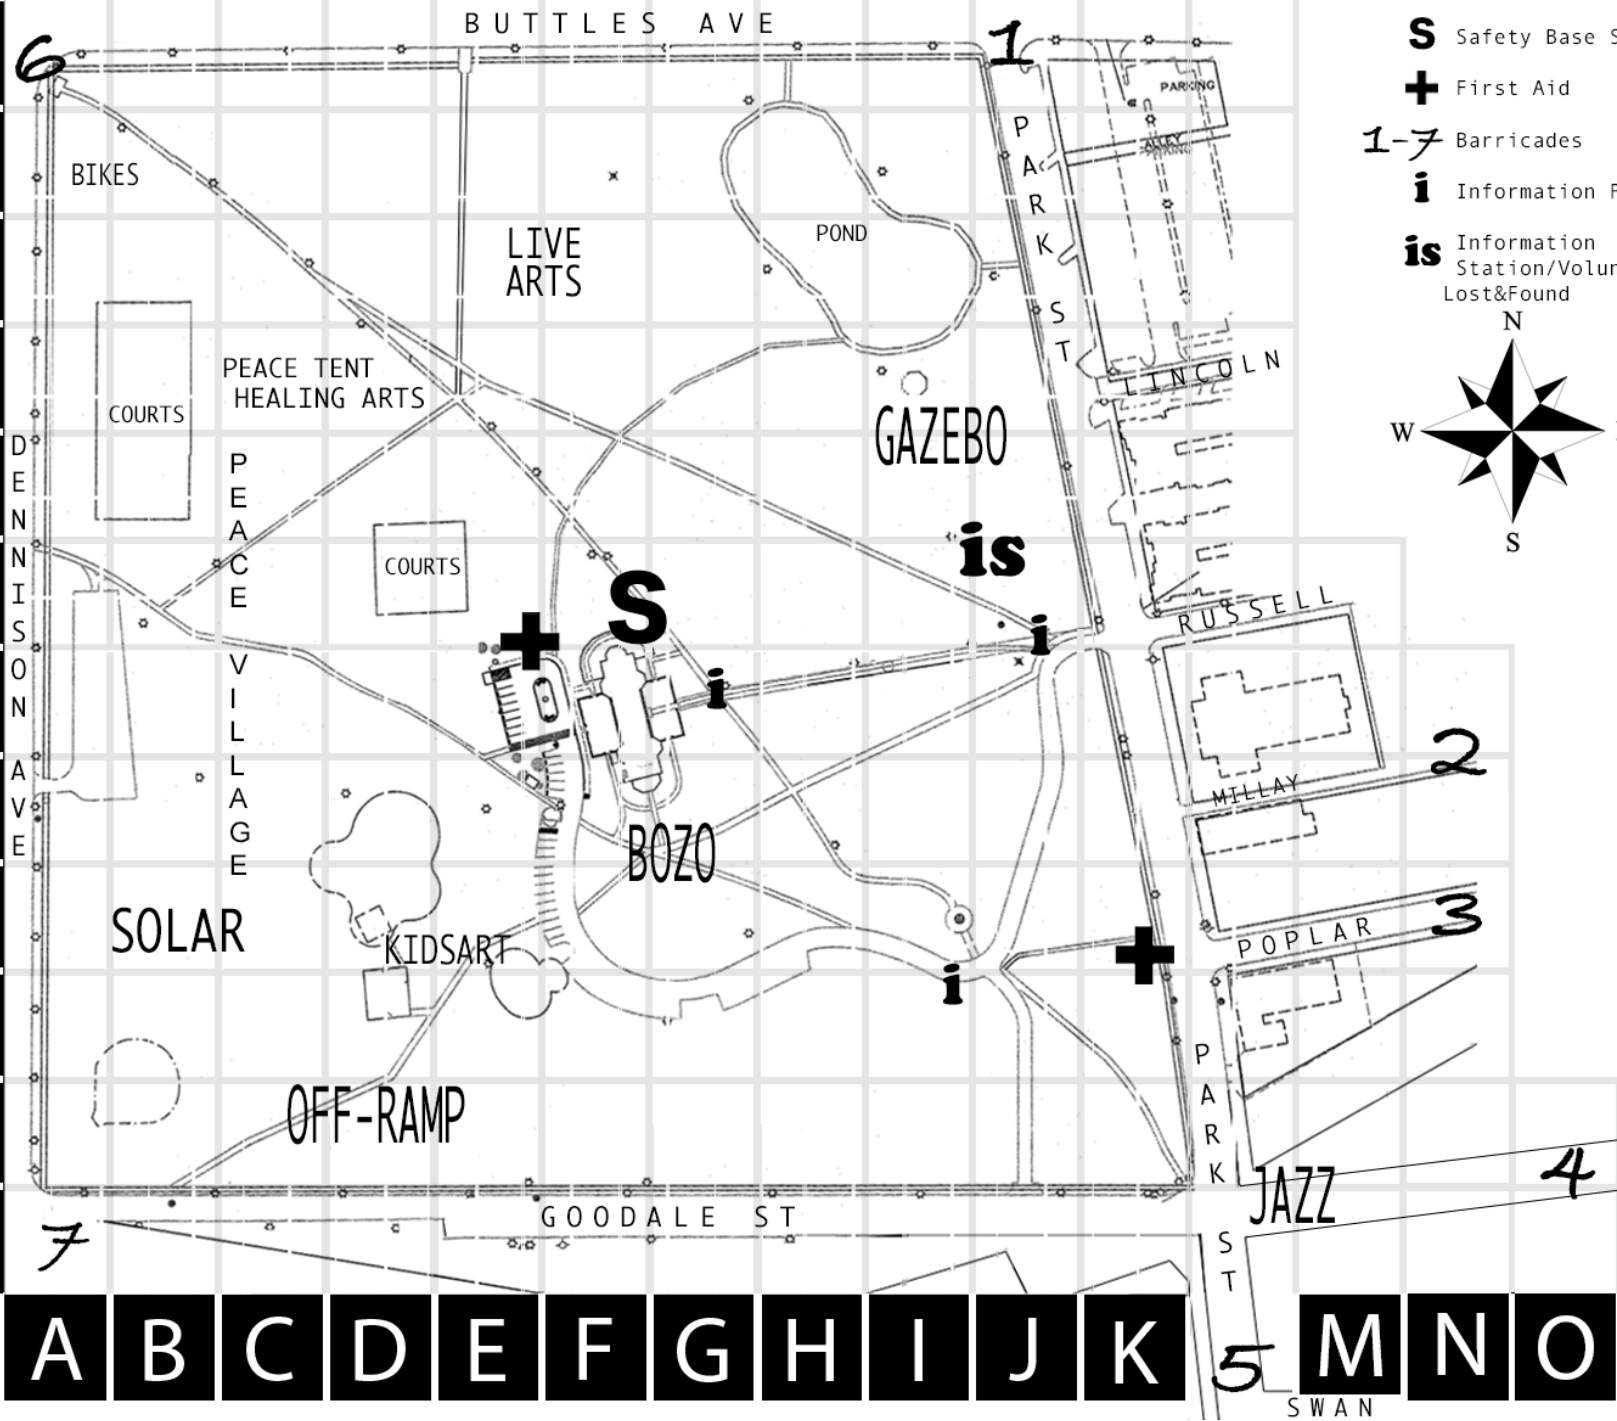 BUTTLES AVE
6
1
S Safety Base S
+ First Aid
1-7 Barricades
i Information
is Information
Station/Volun
Lost&Found
N
W
S
PARK ST
PARKING
ALLEY
BIKES
LIVE
ARTS
POND
PEACE TENT
HEALING ARTS
COURTS
LINCOLN
GAZEBO
DENNISON AVE
PEACE VILLAGE
COURTS
is
S
i
i
RUSSELL
2
MILLAY
BOZO
3
POPLAR
SOLAR
KIDSART
i
OFF-RAMP
PARK ST
JAZZ
4
GOODALE ST
7
5
A B C D E F G H I J K M N O
SWAN